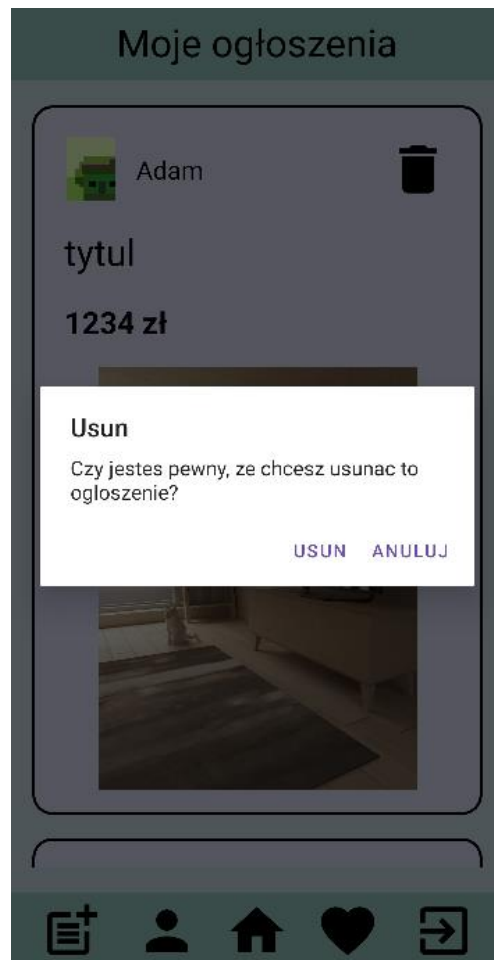 Moje ogłoszenia
Adam
tytul
1234 zł
Usun
Czy jestes pewny, ze chcesz usunac to
ogloszenie?
USUN ANULUJ